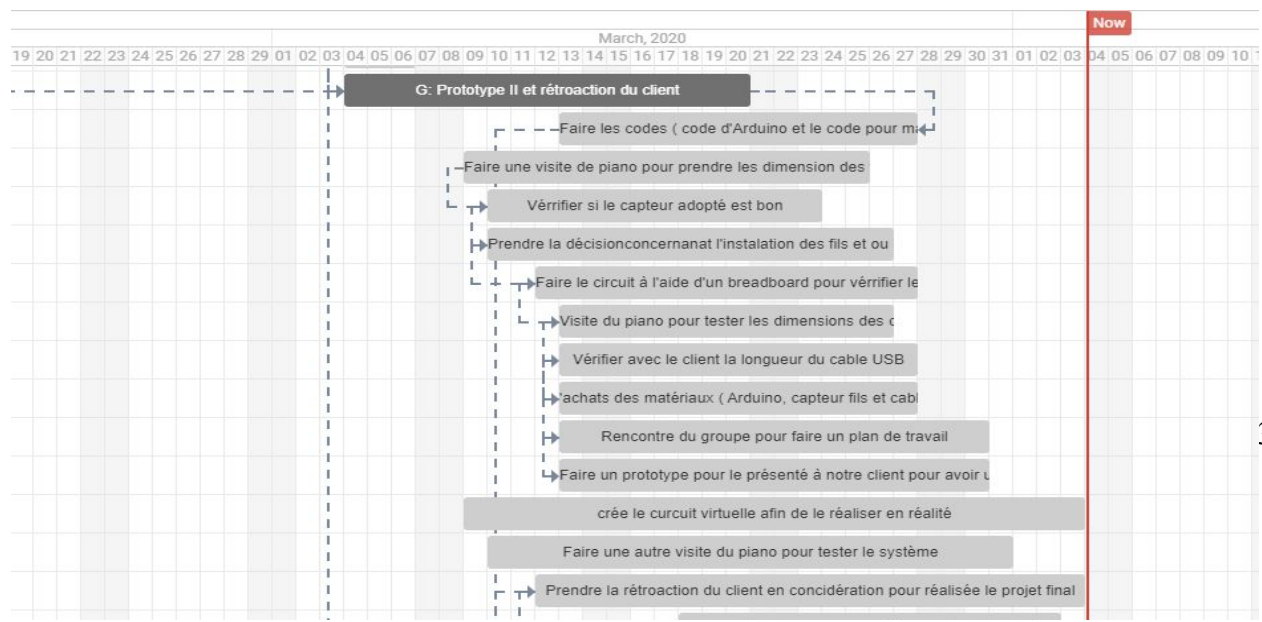 Now
March, 2020
19 20 21 22 23 24 25 26 27 28 29 01 02 03 04 05 06 07 08 09 10 11 12 13 14 15 16 17 18 19 20 21 22 23 24 25 26 27 28 29 30 31 01 02 03 04 05 06 07 08 09 10
G: Prototype II et rétroaction du client
Faire les codes ( code d'Arduino et le code pour
Faire une visite de piano pour prendre les dimension des
Vérrifier si le capteur adopté est bon
Prendre la décisionconcernanat l'instalation des fils et ou
Faire le circuit à l'aide d'un breadboard pour vérrifier le
Visite du piano pour tester les dimensions des
Vérifier avec le client la longueur du cable USB
'achats des matériaux ( Arduino, capteur fils et cabl
Rencontre du groupe pour faire un plan de travail
Faire un prototype pour le présenté à notre client pour avoir
crée le curcuit virtuelle afin de le réaliser en réalité
Faire une autre visite du piano pour tester le système
Prendre la rétroaction du client en concidération pour réalisée le projet final